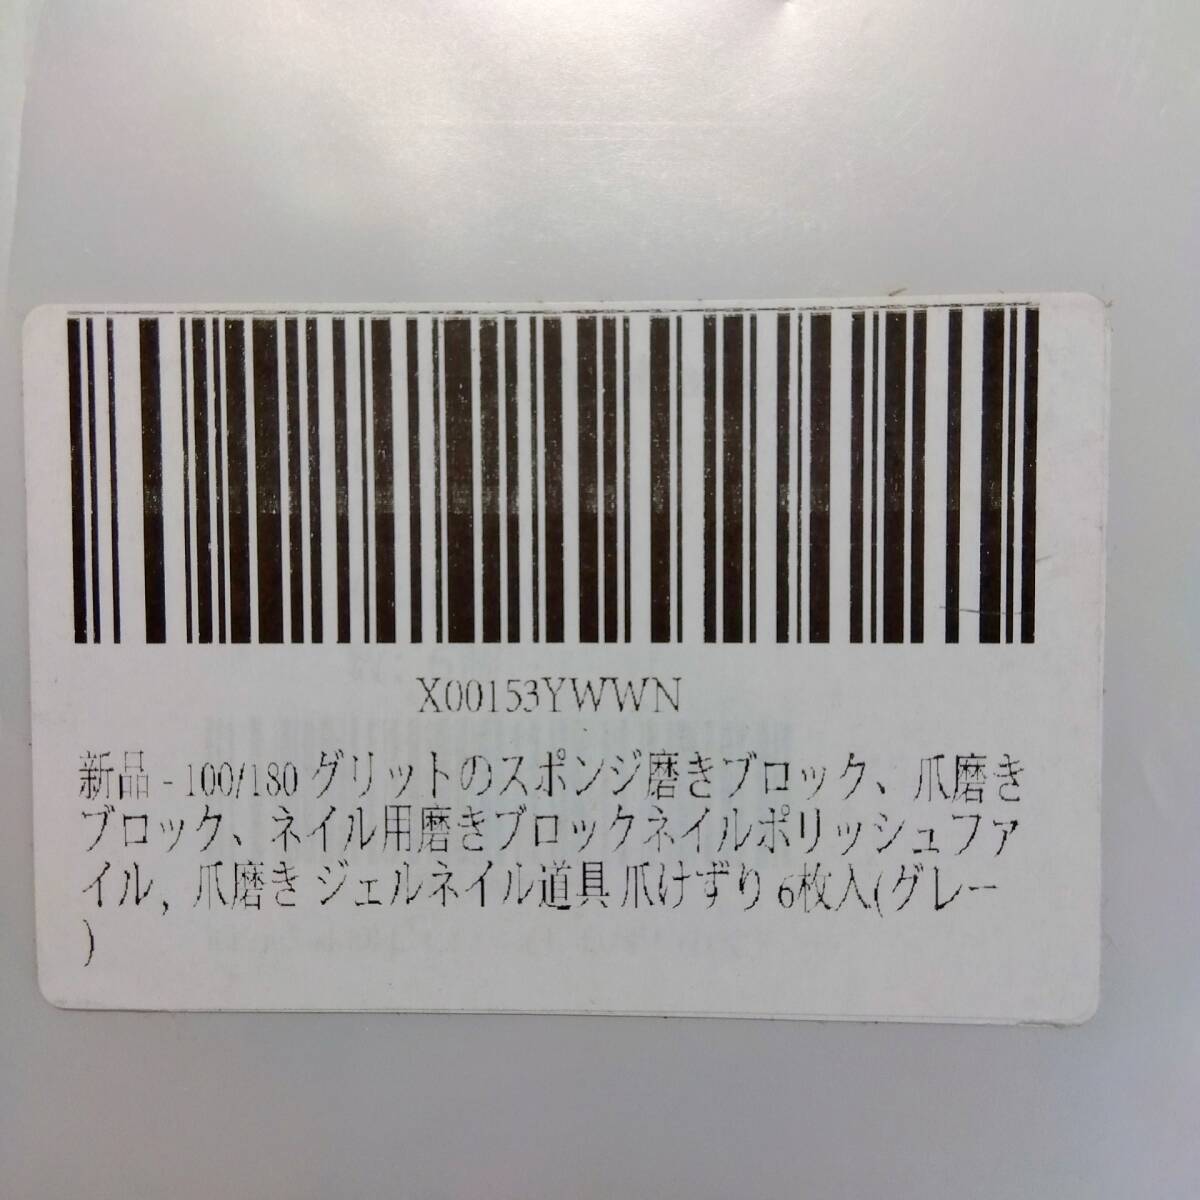 X00153YWWN
新品 - 100/180 グリットのスポンジ磨きブロック、爪磨き
ブロック、ネイル用磨きブロックネイルポリッシュファ
イル, 爪磨き ジェルネイル道具 爪けずり 6枚入(グレー
)